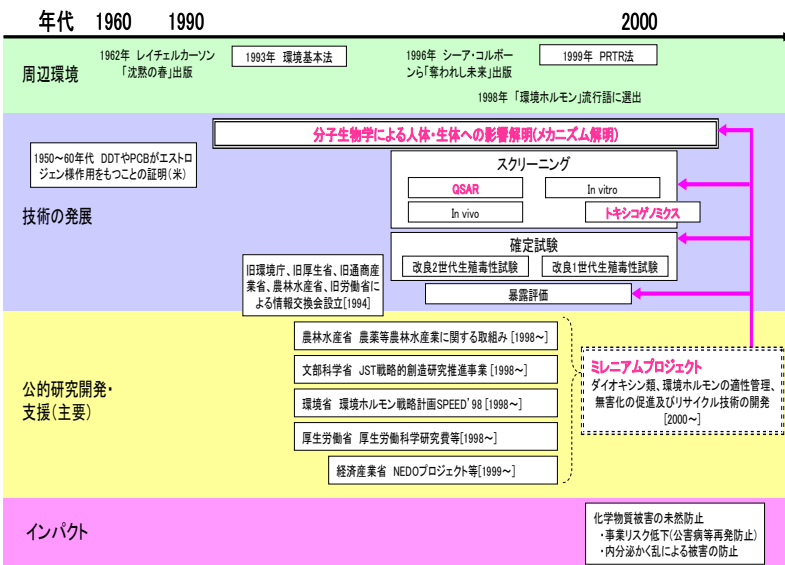 年代 1960 1990 2000
周辺環境
1962年 レイチェルカーソン
「沈黙の春」出版
1993年 環境基本法
1996年 シーア・コルボー
ンら「奪われし未来」出版
1999年 PRTR法
1998年 「環境ホルモン」流行語に選出
技術の発展
分子生物学による人体・生体への影響解明(メカニズム解明)
1950～60年代 DDTやPCBがエストロ
ジェン様作用をもつことの証明(米)
スクリーニング
QSAR
In vitro
In vivo
トキシコゲノミクス
確定試験
改良2世代生殖毒性試験
改良1世代生殖毒性試験
旧環境庁、旧厚生省、旧通商産
業省、農林水産省、旧労働省に
よる情報交換会設立[1994]
暴露評価
公的研究開発・
支援(主要)
農林水産省 農薬等農林水産業に関する取組み [1998～]
文部科学省 JST戦略的創造研究推進事業 [1998～]
環境省 環境ホルモン戦略計画SPEED'98 [1998～]
厚生労働省 厚生労働科学研究費等[1998～]
経済産業省 NEDOプロジェクト等[1999～]
ミレニアムプロジェクト
ダイオキシン類、環境ホルモンの適性管理、
無害化の促進及びリサイクル技術の開発
[2000～]
インパクト
化学物質被害の未然防止
・事業リスク低下(公害病等再発防止)
・内分泌かく乱による被害の防止